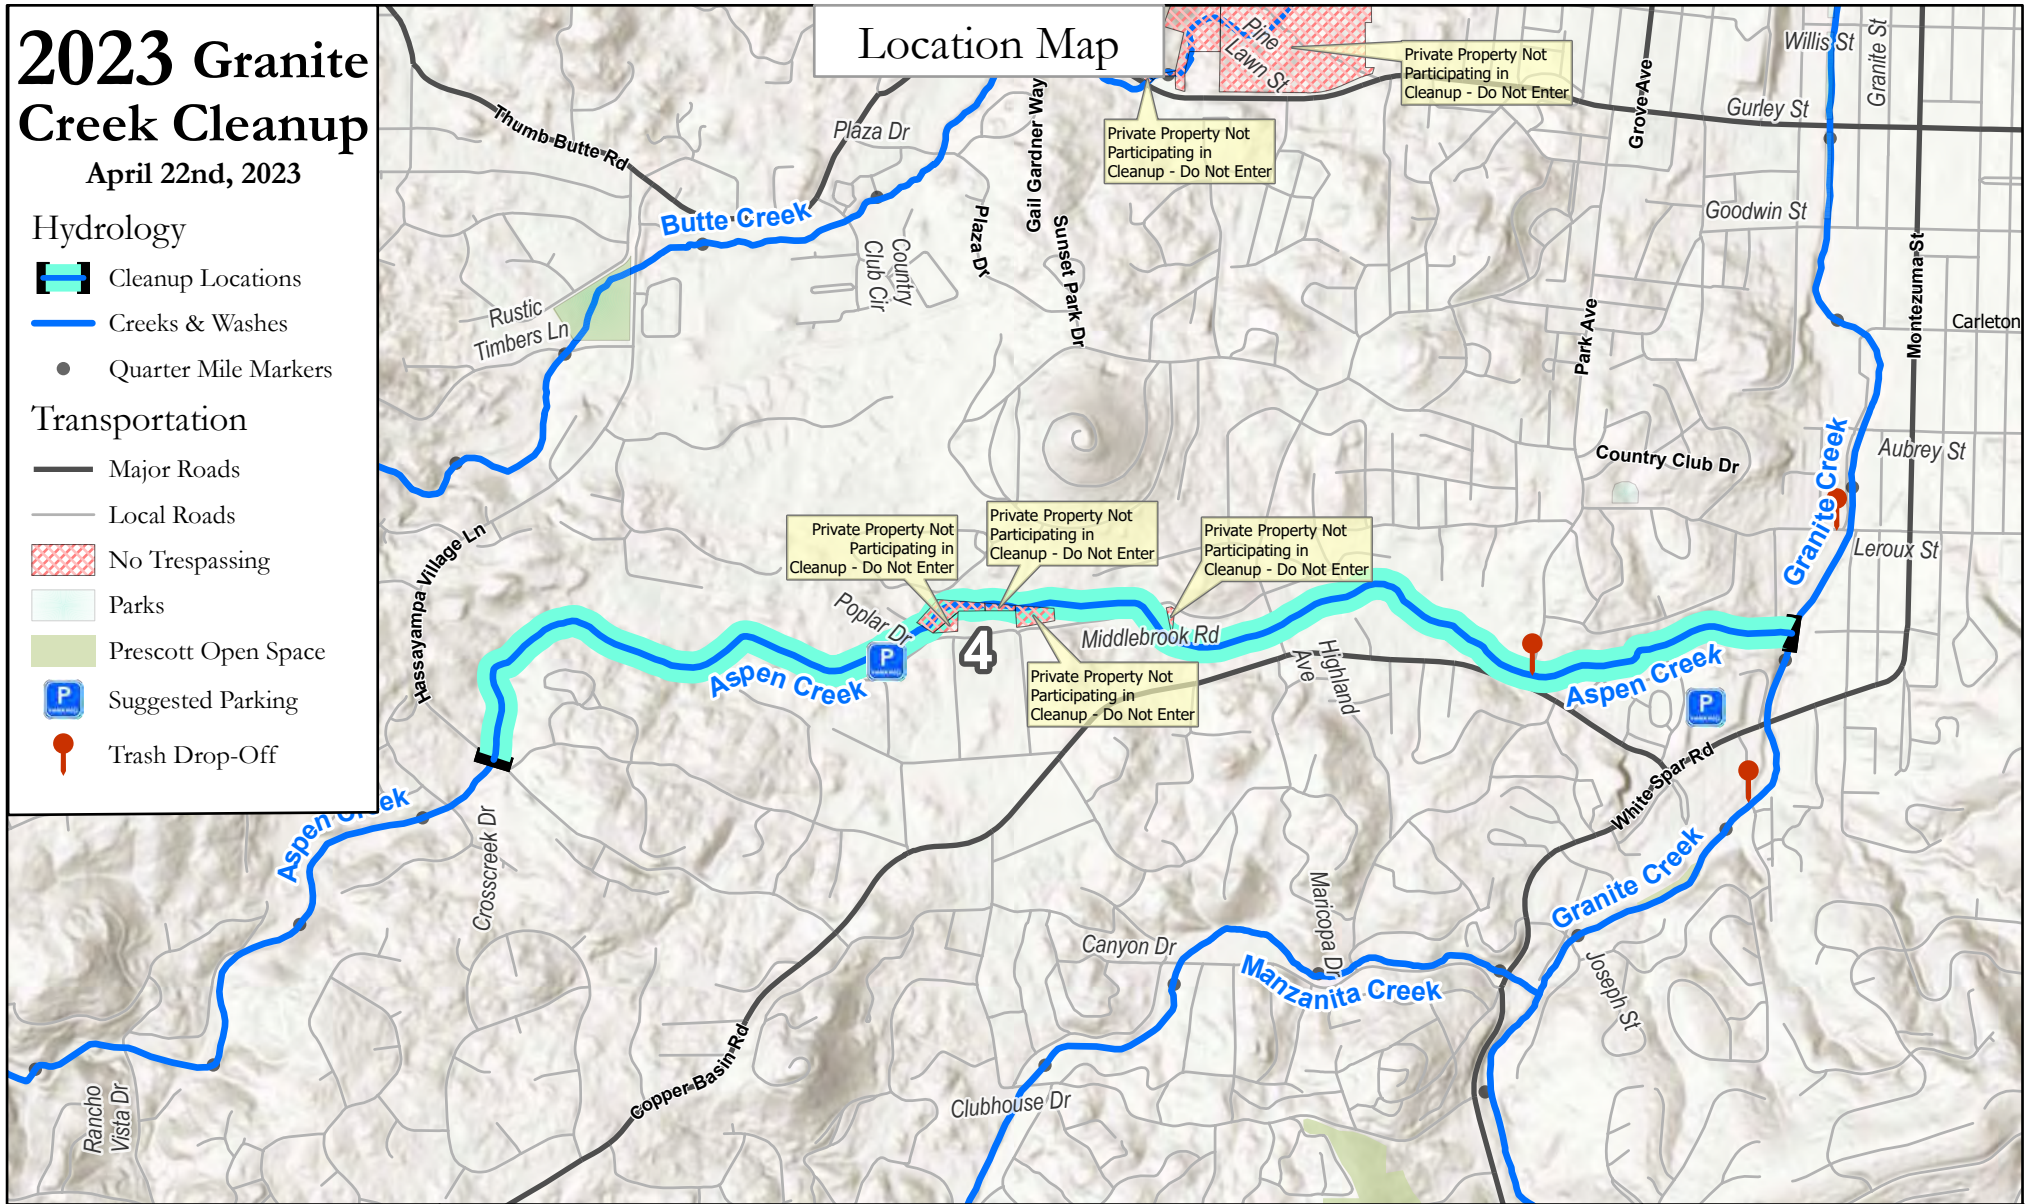 2023 Granite
Creek Cleanup
April 22nd, 2023
Hydrology
Cleanup Locations
Creeks & Washes
Quarter Mile Markers
Transportation
Major Roads
Local Roads
No Trespassing
Parks
Prescott Open Space
P
Suggested Parking
Trash Drop-Off
Location Map
Pine
Lawn St
Private Property Not
Participating in
Cleanup - Do Not Enter
Private Property Not
Participating in
Cleanup - Do Not Enter
Thumb Butte Rd
Plaza Dr
Gail Gardner Way
Grove Ave
Willis St
Granite St
Gurley St
Butte Creek
Country
Club Cir
Plaza Dr
Sunset Park Dr
Goodwin St
Montezuma St
Carleton
Rustic
Timbers Ln
Park Ave
Country Club Dr
Granite Creek
Aubrey St
Leroux St
Hassayampa Village Ln
Private Property Not
Participating in
Cleanup - Do Not Enter
Private Property Not
Participating in
Cleanup - Do Not Enter
Private Property Not
Participating in
Cleanup - Do Not Enter
Poplar Dr
P
4
Middlebrook Rd
Highland
Ave
Aspen Creek
Private Property Not
Participating in
Cleanup - Do Not Enter
Aspen Creek
P
White Spar Rd
Aspen Creek
Crosscreek Dr
Granite Creek
Maricopa Dr
Canyon Dr
Manzanita Creek
Joseph St
Copper Basin Rd
Clubhouse Dr
Rancho
Vista Dr